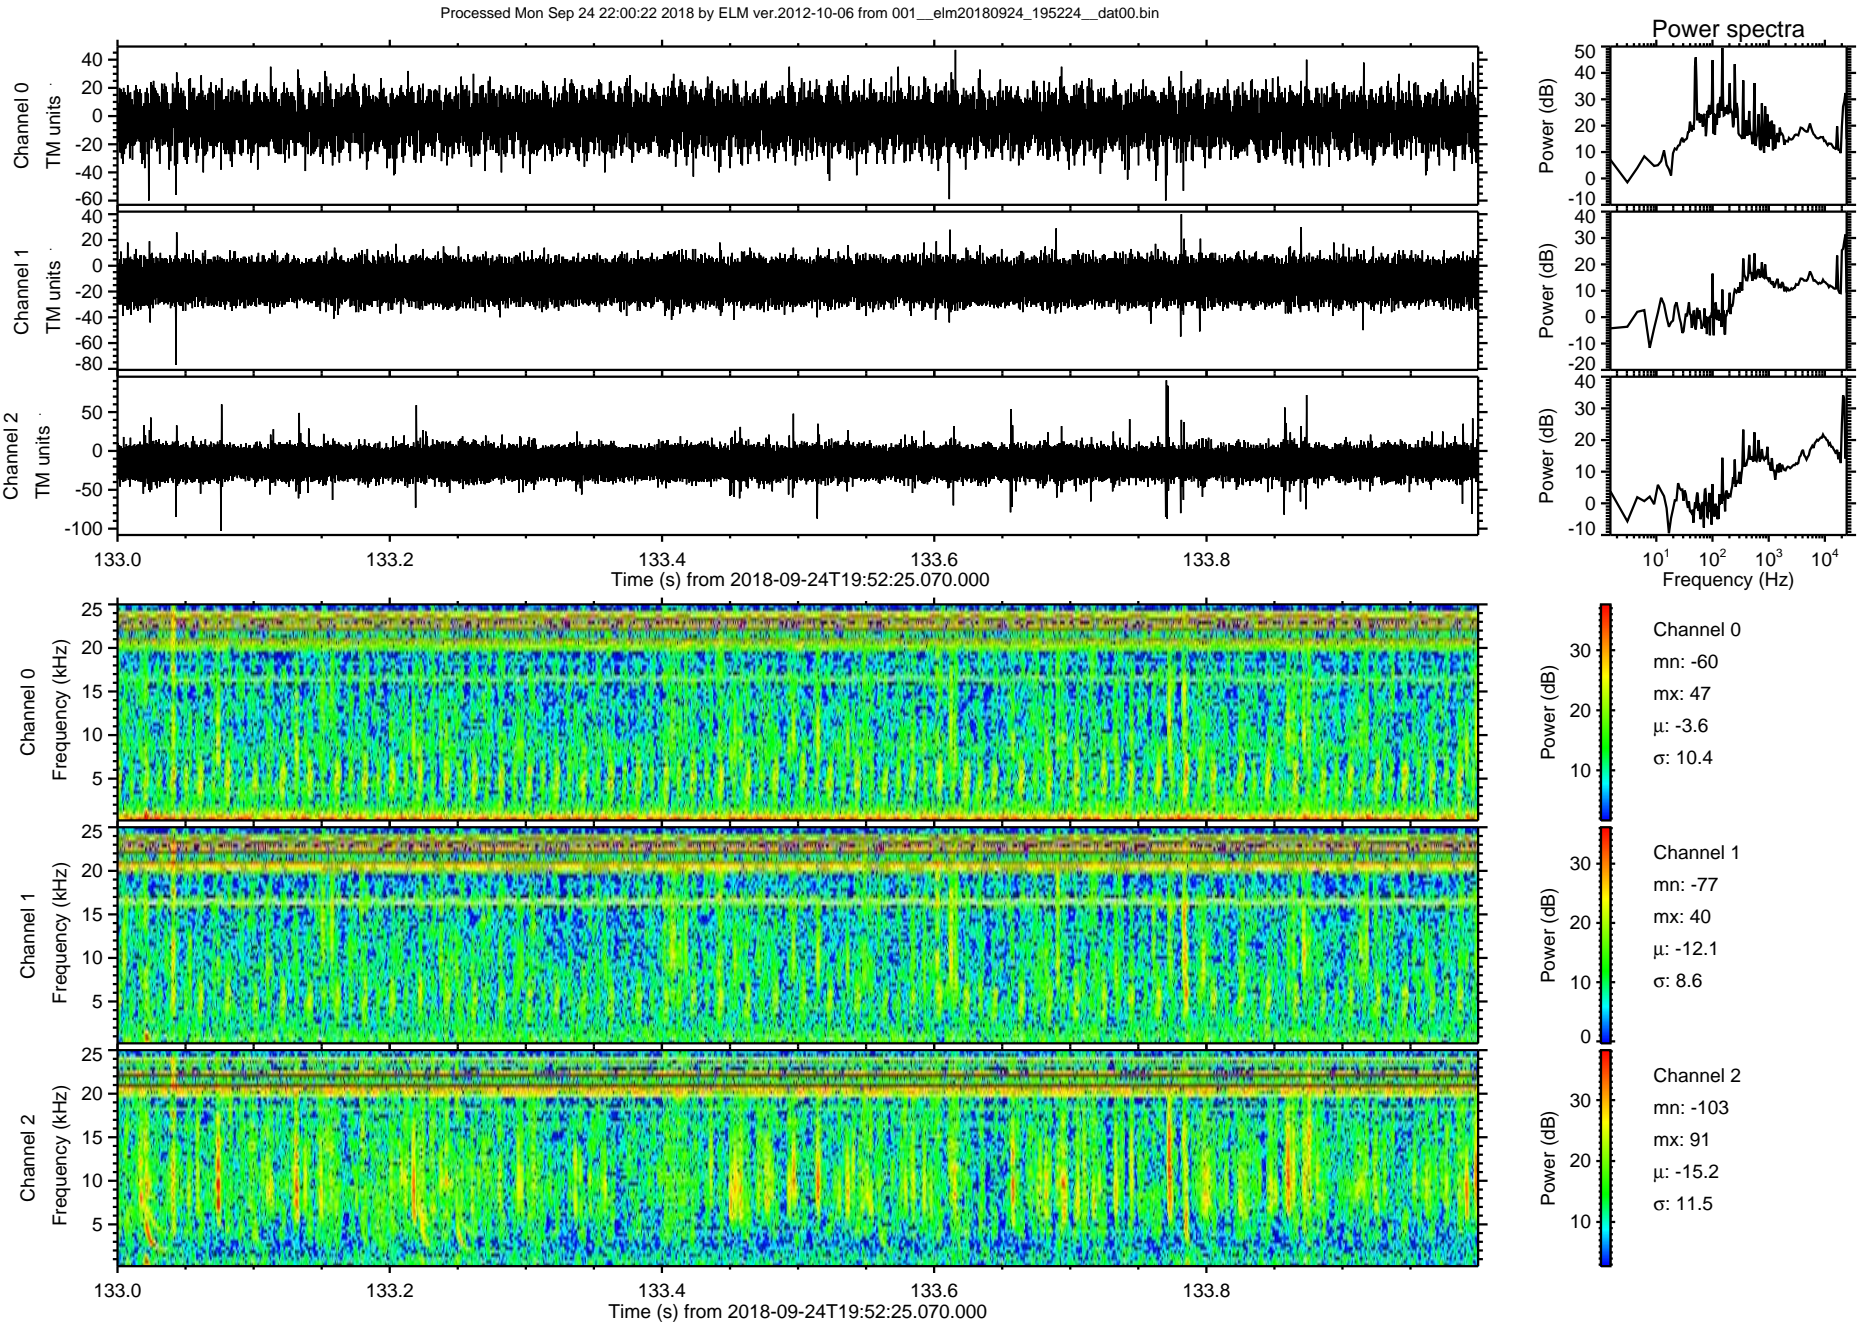 Processed Mon Sep 24 22:00:22 2018 by ELM ver.2012-10-06 from 001__elm20180924_195224__dat00.bin
Power spectra
Channel 0
TM units
40
20
0
-20
-40
-60
Power (dB)
50
40
30
20
10
0
-10
Channel 1
TM units
40
20
0
-20
-40
-60
-80
Power (dB)
40
30
20
10
0
-10
-20
Channel 2
TM units
50
0
-50
-100
Power (dB)
40
30
20
10
0
-10
133.0 133.2 133.4 133.6 133.8
Time (s) from 2018-09-24T19:52:25.070.000
10^1 10^2 10^3 10^4
Frequency (Hz)
Channel 0
Frequency (kHz)
25
20
15
10
5
Power (dB)
30
20
10
Channel 0
mn: -60
mx: 47
µ: -3.6
σ: 10.4
Channel 1
Frequency (kHz)
25
20
15
10
5
Power (dB)
30
20
10
0
Channel 1
mn: -77
mx: 40
µ: -12.1
σ: 8.6
Channel 2
Frequency (kHz)
25
20
15
10
5
Power (dB)
30
20
10
Channel 2
mn: -103
mx: 91
µ: -15.2
σ: 11.5
133.0 133.2 133.4 133.6 133.8
Time (s) from 2018-09-24T19:52:25.070.000